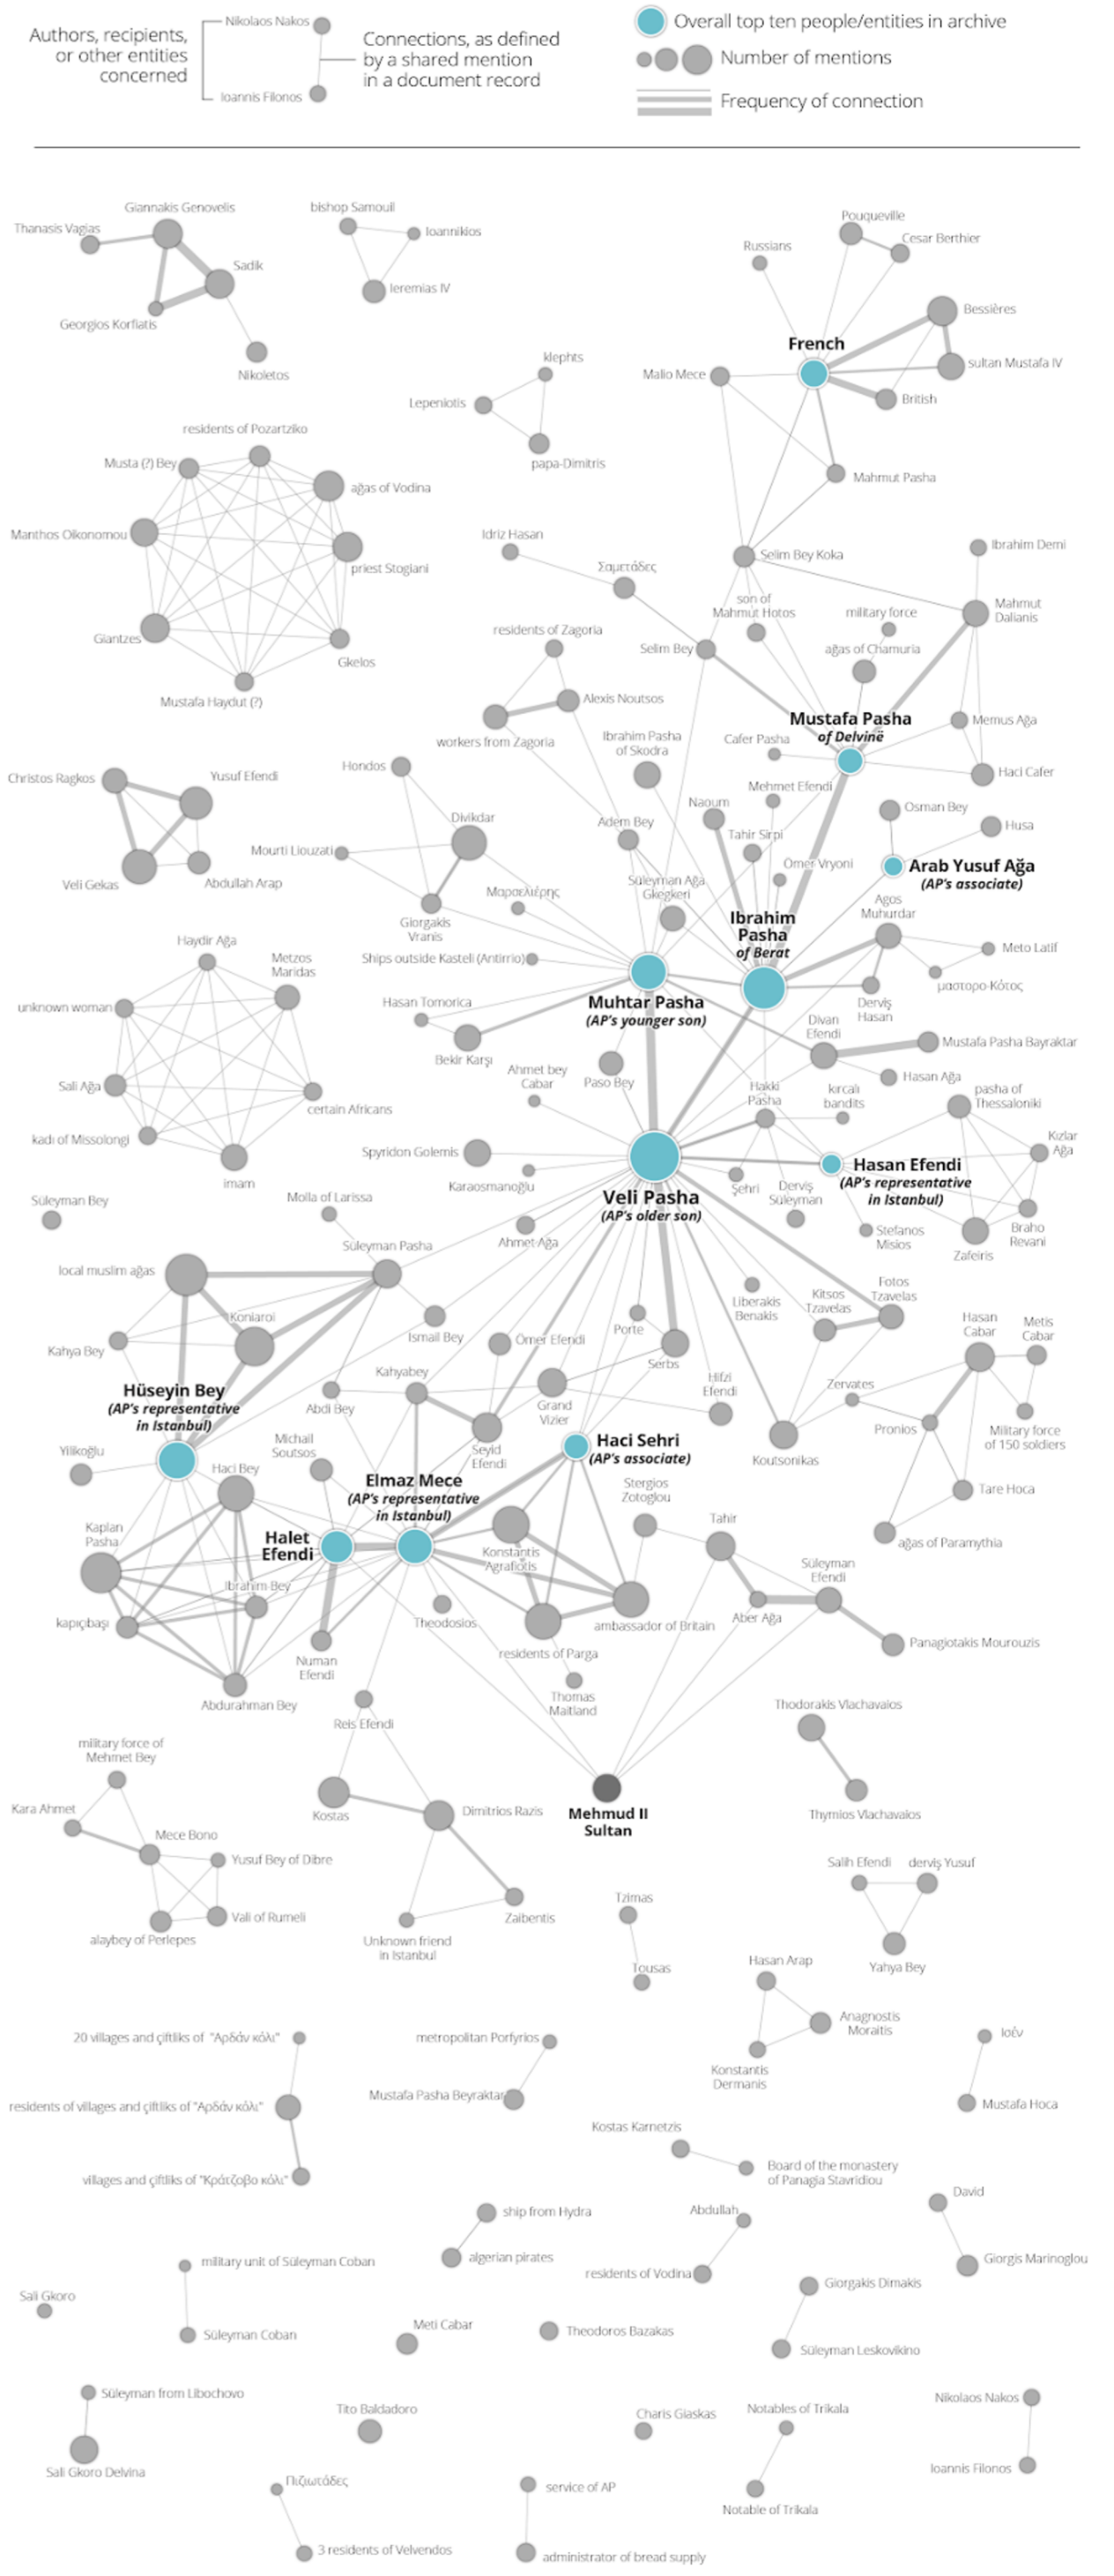 Authors, recipients,
or other entities
concerned
Nikolaos Nakos
Ioannis Filonos
Connections, as defined
by a shared mention
in a document record
Overall top ten people/entities in archive
Number of mentions
Frequency of connection
Giannakis Genovelis
Thanasis Vagias
Sadik
Georgios Korfiatis
Nikoletos
bishop Samouil
Ioannikios
Ieremias IV
Pouqueville
Cesar Berthier
Russians
Bessières
French
sultan Mustafa IV
Malio Mece
British
Mahmut Pasha
klephts
Lepeniotis
papa-Dimitris
residents of Pozartziko
Musta (?) Bey
ağas of Vodina
Manthos Oikonomou
priest Stogiani
Giantzes
Gkelos
Mustafa Haydut (?)
Idriz Hasan
Σαμετάδες
Selim Bey Koka
Ibrahim Demi
son of
Mahmut Hotos
military force
Mahmut
Dalianis
residents of Zagoria
Selim Bey
ağas of Chamuria
Alexis Noutsos
workers from Zagoria
Mustafa Pasha
of Delvinë
Memus Ağa
Ibrahim Pasha
of Skodra
Cafer Pasha
Haci Cafer
Christos Ragkos
Yusuf Efendi
Veli Gekas
Abdullah Arap
Hondos
Divikdar
Mourti Liouzati
Giorgakis
Vranis
Μαρσελιέρης
Adem Bey
Naoum
Mehmet Efendi
Tahir Sirpi
Ömer Vryoni
Osman Bey
Husa
Arab Yusuf Ağa
(AP's associate)
Süleyman Ağa
Gkegkeri
Ibrahim
Pasha
of Berat
Agos
Muhurdar
Meto Latif
μαστορο-Κότος
Derviş
Hasan
Haydir Ağa
Metzos
Maridas
unknown woman
Sali Ağa
certain Africans
kadı of Missolongi
imam
Ships outside Kasteli (Antirrio)
Muhtar Pasha
(AP's younger son)
Hasan Tomorica
Bekir Karşı
Divan
Efendi
Mustafa Pasha Bayraktar
Hasan Ağa
Paso Bey
Ahmet bey
Cabar
Hakki
Pasha
kırcalı
bandits
pasha of
Thessaloniki
Kızlar
Ağa
Spyridon Golemis
Karaosmanoğlu
Veli Pasha
(AP's older son)
Hasan Efendi
(AP's representative
in Istanbul)
Şehri
Derviş
Süleyman
Stefanos
Misios
Zafeiris
Braho
Revani
Süleyman Bey
Molla of Larissa
Süleyman Pasha
Ahmet Ağa
local muslim ağas
Koniaroi
Kahya Bey
Ismail Bey
Ömer Efendi
Porte
Serbs
Liberakis
Benakis
Kitsos
Tzavelas
Fotos
Tzavelas
Hasan
Cabar
Metis
Cabar
Hüseyin Bey
(AP's representative
in Istanbul)
Abdi Bey
Kahyabey
Grand
Vizier
Hifzi
Efendi
Zervates
Pronios
Military force
of 150 soldiers
Koutsonikas
Yilikoğlu
Haci Bey
Michail
Soutsos
Seyid
Efendi
Haci Sehri
(AP's associate)
Tare Hoca
ağas of Paramythia
Elmaz Mece
(AP's representative
in Istanbul)
Stergios
Zotoglou
Tahir
Kaplan
Pasha
Halet
Efendi
Konstantis
Agrafiotis
Süleyman
Efendi
Ibrahim Bey
kapıçıbaşı
Theodosios
ambassador of Britain
Aber Ağa
Panagiotakis Mourouzis
Numan
Efendi
residents of Parga
Abdurahman Bey
Thomas
Maitland
Reis Efendi
Thodorakis Vlachavaios
military force of
Mehmet Bey
Kara Ahmet
Kostas
Dimitrios Razis
Mehmud II
Sultan
Thymios Vlachavaios
Mece Bono
Yusuf Bey of Dibre
Vali of Rumeli
alaybey of Perlepes
Zaibentis
Unknown friend
in Istanbul
Salih Efendi
derviş Yusuf
Yahya Bey
Tzimas
Tousas
Hasan Arap
Anagnostis
Moraitis
Konstantis
Dermanis
20 villages and çiftliks of "Αρδάν κόλι"
residents of villages and çiftliks of "Αρδάν κόλι"
villages and çiftliks of "Κράτζοβο κόλι"
metropolitan Porfyrios
Mustafa Pasha Beyraktar
Ισέν
Mustafa Hoca
Kostas Karnetzis
Board of the monastery
of Panagia Stavridiou
David
Giorgis Marinoglou
ship from Hydra
algerian pirates
Abdullah
residents of Vodina
military unit of Süleyman Coban
Süleyman Coban
Sali Gkoro
Meti Cabar
Theodoros Bazakas
Giorgakis Dimakis
Süleyman Leskovikino
Süleyman from Libochovo
Sali Gkoro Delvina
Tito Baldadoro
Charis Giaskas
Notables of Trikala
Notable of Trikala
Nikolaos Nakos
Ioannis Filonos
Πιζιωτάδες
3 residents of Velvendos
service of AP
administrator of bread supply